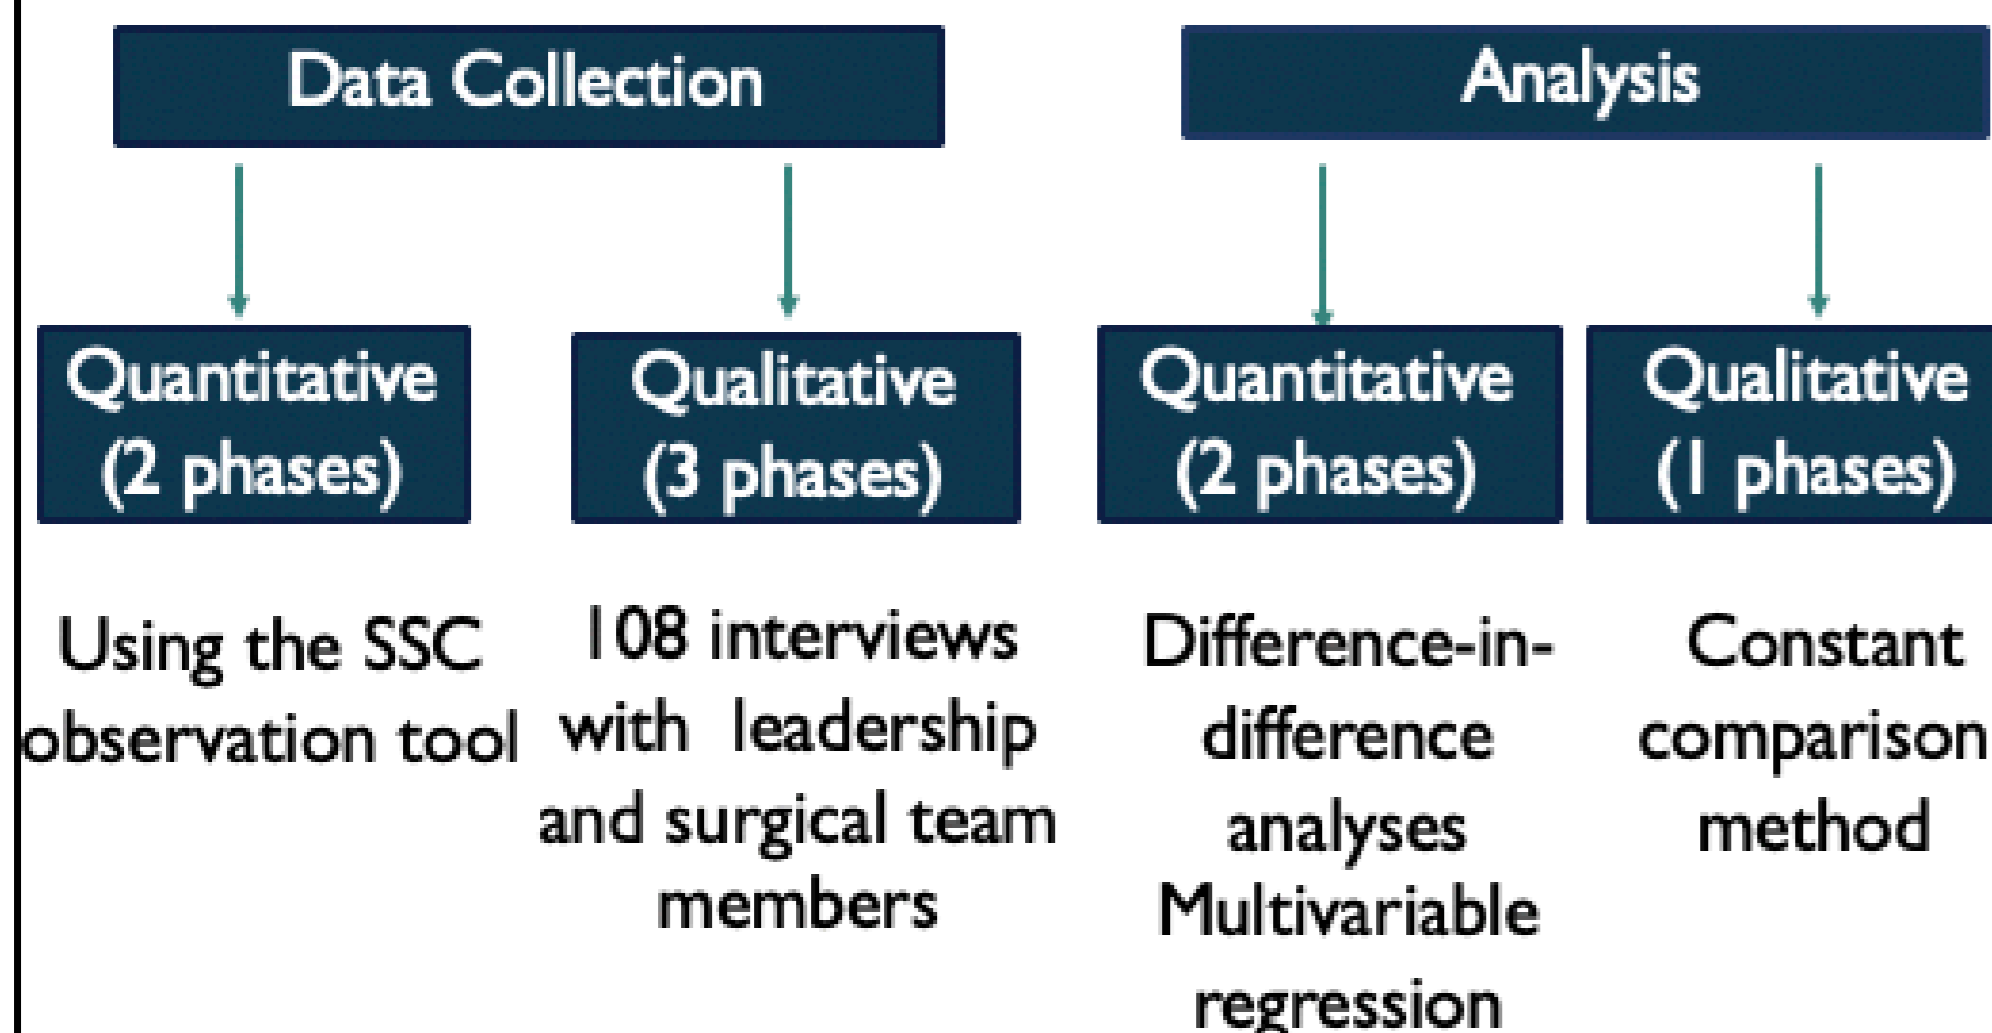 Data Collection
Analysis
Quantitative
(2 phases)
Qualitative
(3 phases)
Quantitative
(2 phases)
Qualitative
(1 phases)
Using the SSC
observation tool
108 interviews
with leadership
and surgical team
members
Difference-in-
difference
analyses
Multivariable
regression
Constant
comparison
method